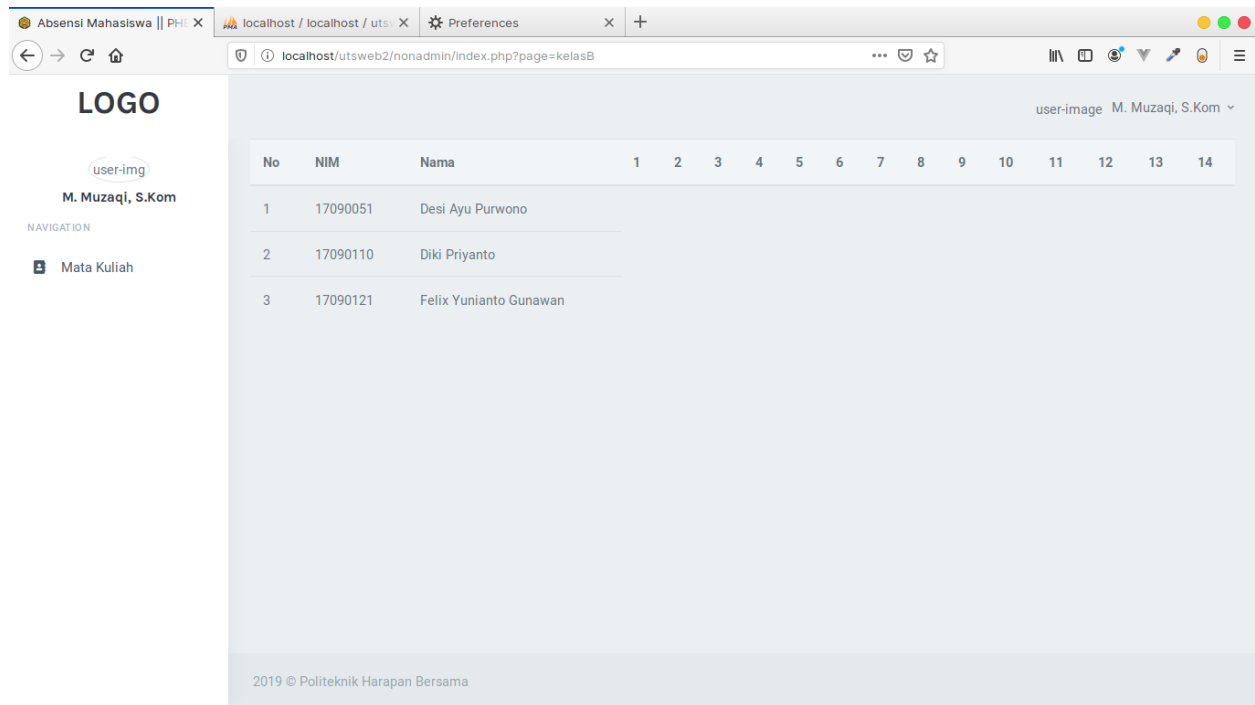 Absensi Mahasiswa || PHB
localhost / localhost / uts
Preferences
localhost/utsweb2/nonadmin/index.php?page=kelasB
LOGO
user-image M. Muzaqi, S.Kom
user-img
M. Muzaqi, S.Kom
NAVIGATION
Mata Kuliah
No NIM Nama 1 2 3 4 5 6 7 8 9 10 11 12 13 14
1 17090051 Desi Ayu Purwono
2 17090110 Diki Priyanto
3 17090121 Felix Yunianto Gunawan
2019 © Politeknik Harapan Bersama